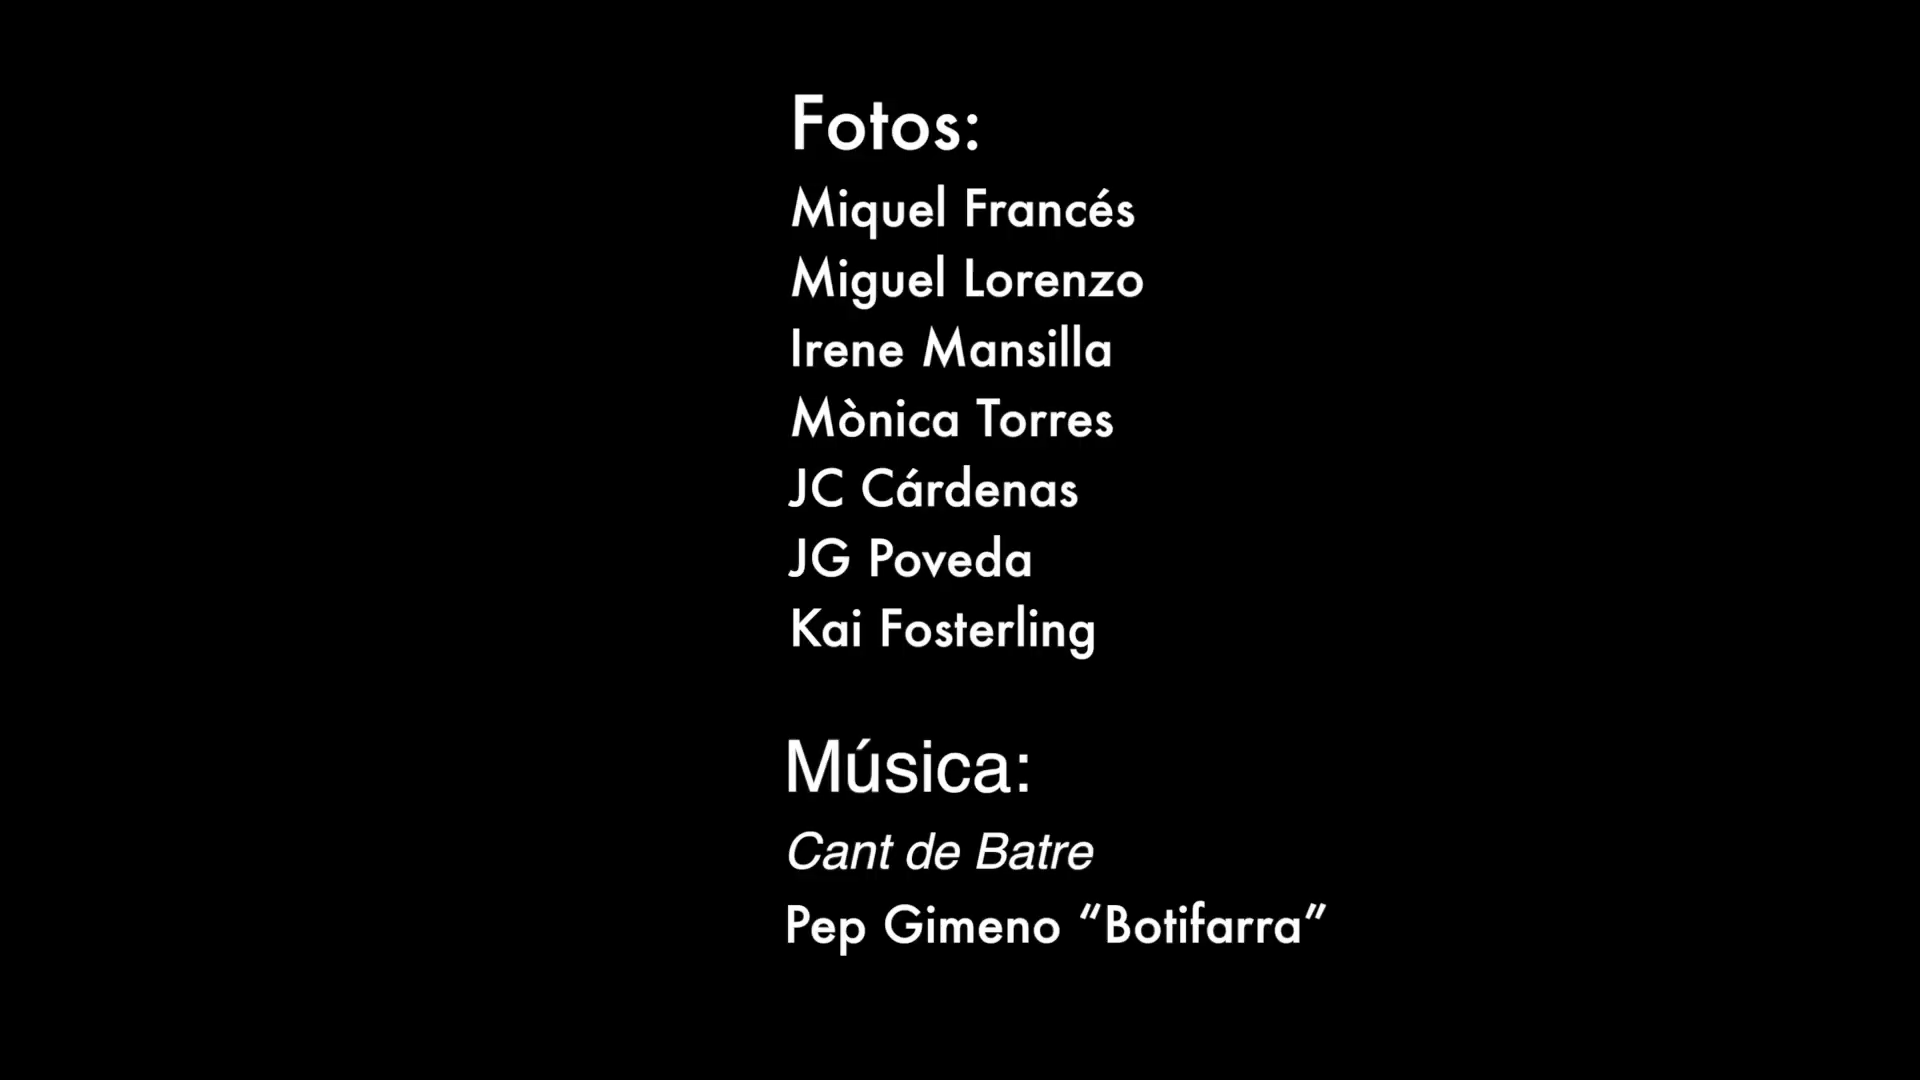 Fotos:
Miquel Francés
Miguel Lorenzo
Irene Mansilla
Mònica Torres
JC Cárdenas
JG Poveda
Kai Fosterling
Música:
Cant de Batre
Pep Gimeno “Botifarra”